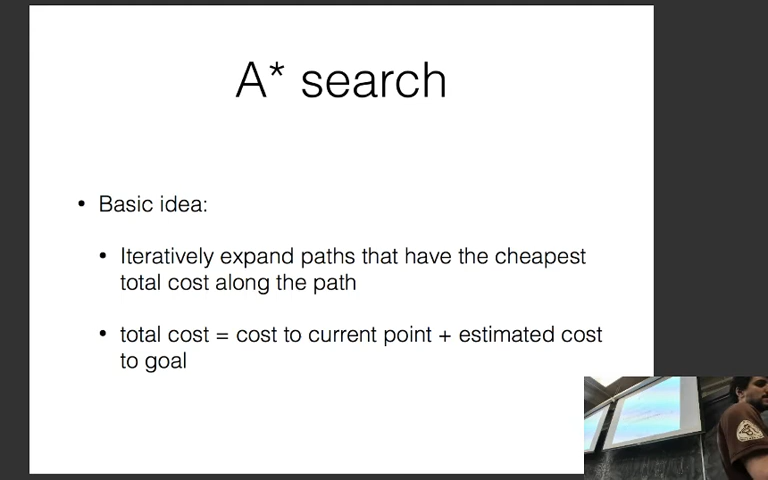 A* search
• Basic idea:
• Iteratively expand paths that have the cheapest
total cost along the path
• total cost = cost to current point + estimated cost
to goal